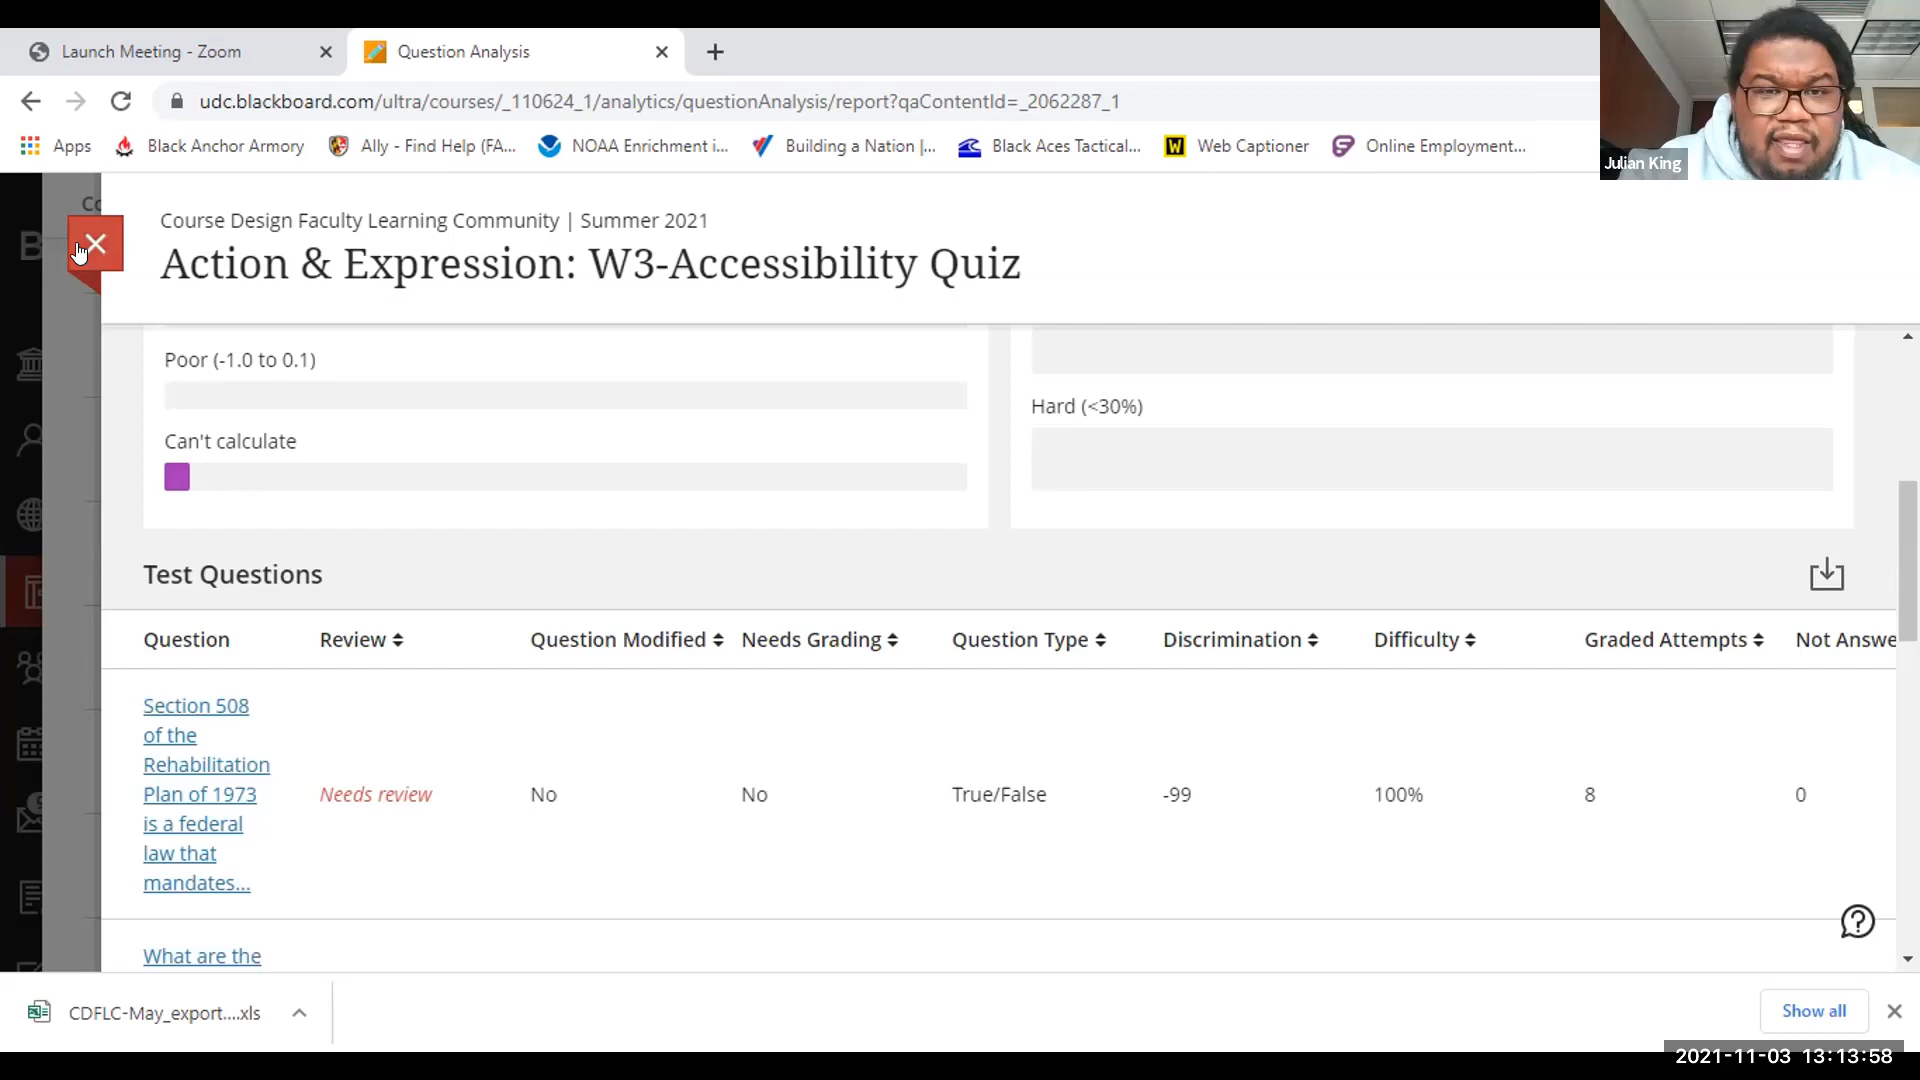 Launch Meeting - Zoom
Question Analysis
udc.blackboard.com/ultra/courses/_110624_1/analytics/questionAnalysis/report?qaContentId=_2062287_1
Apps
Black Anchor Armory
Ally - Find Help (FA...
NOAA Enrichment i...
Building a Nation |...
W
Black Aces Tactical...
Web Captioner
Online Employment...
Julian King
Co
B
Course Design Faculty Learning Community | Summer 2021
Action & Expression: W3-Accessibility Quiz
Poor (-1.0 to 0.1)
Can't calculate
Hard (<30%)
Test Questions
Question
Review
Question Modified
Needs Grading
Question Type
Discrimination
Difficulty
Graded Attempts
Not Answe
Section 508
of the
Rehabilitation
Plan of 1973
is a federal
law that
mandates...
Needs review
No
No
True/False
-99
100%
8
0
What are the
CDFLC-May_export....xls
Show all
2021-11-03 13:13:58